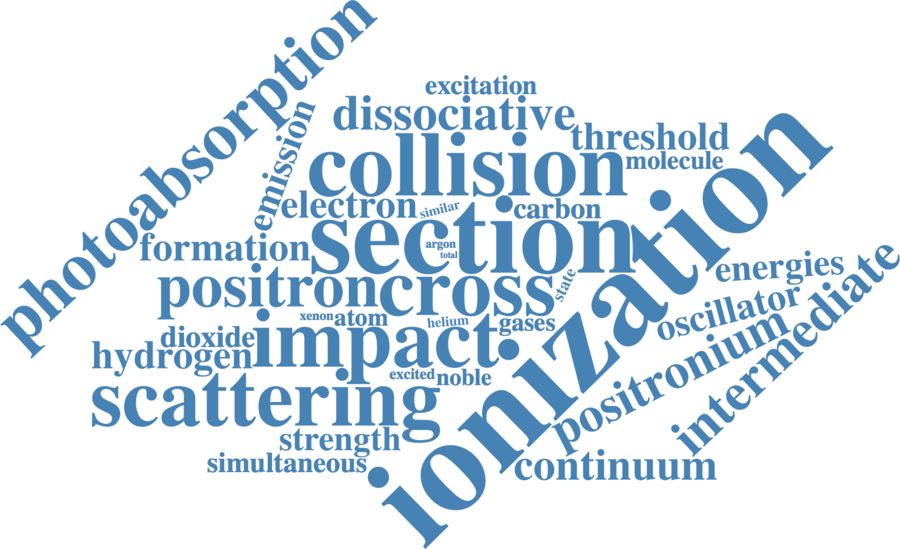 photoabsorption
excitation
emission
dissociative
threshold
collision
molecule
electron
similar
carbon
section
ionization
formation
argon
total
energies
positron
cross
state
intermediate
oscillator
xenon
atom
helium
gases
dioxide
impact
positronium
hydrogen
excited
noble
scattering
strength
simultaneous
continuum